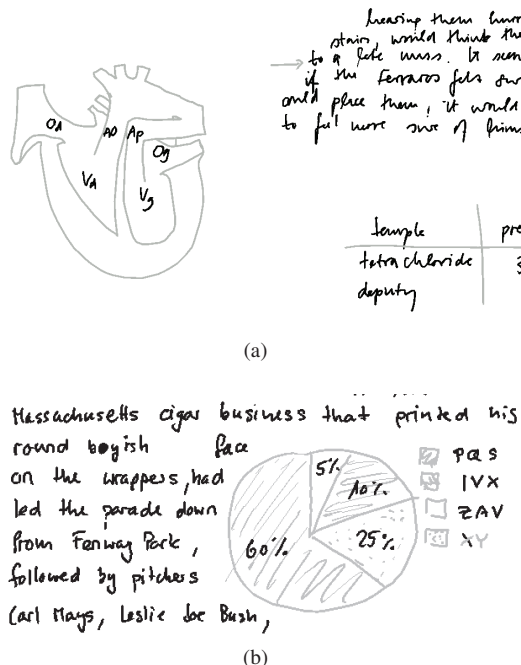 hearing them hurr
stairs, would think the
to a late mass. It seem
if the Ferraros felt sur
could place them, it would
to feel more sure of hims
Od
AO
Ap
Og
Vd
Vg
temple
pre
tetrachloride
3
deputy
(a)
Massachusetts cigar business that printed his
round boyish face
on the wrappers, had
led the parade down
from Fenway Park,
followed by pitchers
Carl Mays, Leslie Joe Bush,
5%
10%
25%
60%
PQS
IVX
ZAV
XY
(b)